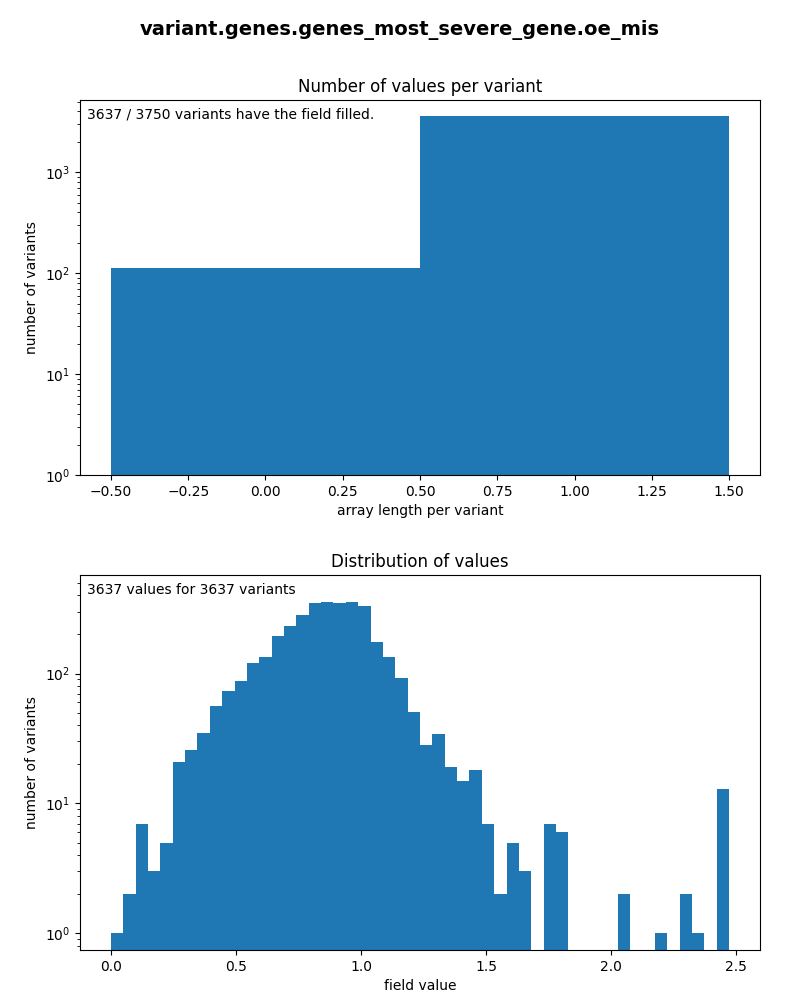 variant.genes.genes_most_severe_gene.oe_mis
Number of values per variant
3637 / 3750 variants have the field filled.
10³
10²
10¹
10⁰
number of variants
−0.50 −0.25 0.00 0.25 0.50 0.75 1.00 1.25 1.50
array length per variant
Distribution of values
3637 values for 3637 variants
10²
10¹
10⁰
number of variants
0.0 0.5 1.0 1.5 2.0 2.5
field value